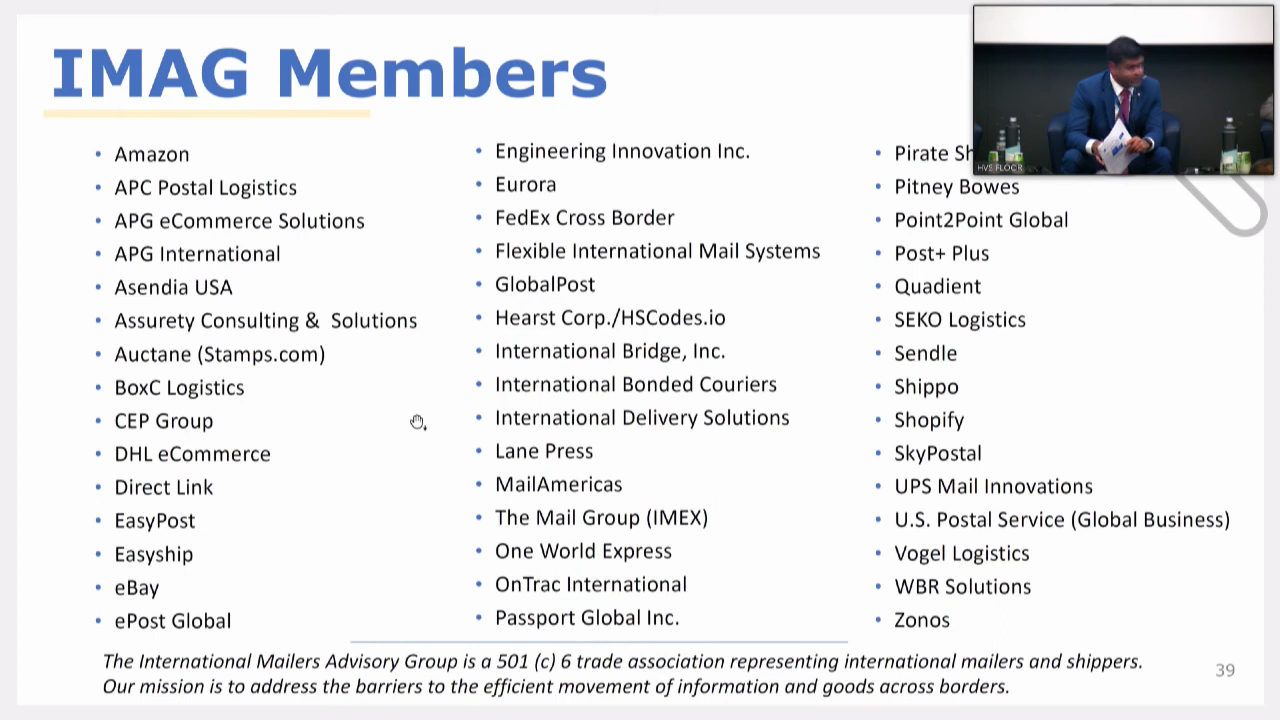 IMAG Members
• Amazon
• APC Postal Logistics
• APG eCommerce Solutions
• APG International
• Asendia USA
• Assurety Consulting & Solutions
• Auctane (Stamps.com)
• BoxC Logistics
• CEP Group
• DHL eCommerce
• Direct Link
• EasyPost
• Easyship
• eBay
• ePost Global
• Engineering Innovation Inc.
• Eurora
• FedEx Cross Border
• Flexible International Mail Systems
• GlobalPost
• Hearst Corp./HSCodes.io
• International Bridge, Inc.
• International Bonded Couriers
• International Delivery Solutions
• Lane Press
• MailAmericas
• The Mail Group (IMEX)
• One World Express
• OnTrac International
• Passport Global Inc.
• Pirate
• Pitney Bowes
• Point2Point Global
• Post+ Plus
• Quadient
• SEKO Logistics
• Sendle
• Shippo
• Shopify
• SkyPostal
• UPS Mail Innovations
• U.S. Postal Service (Global Business)
• Vogel Logistics
• WBR Solutions
• Zonos
HVS FLOOR
The International Mailers Advisory Group is a 501 (c) 6 trade association representing international mailers and shippers.
Our mission is to address the barriers to the efficient movement of information and goods across borders.
39